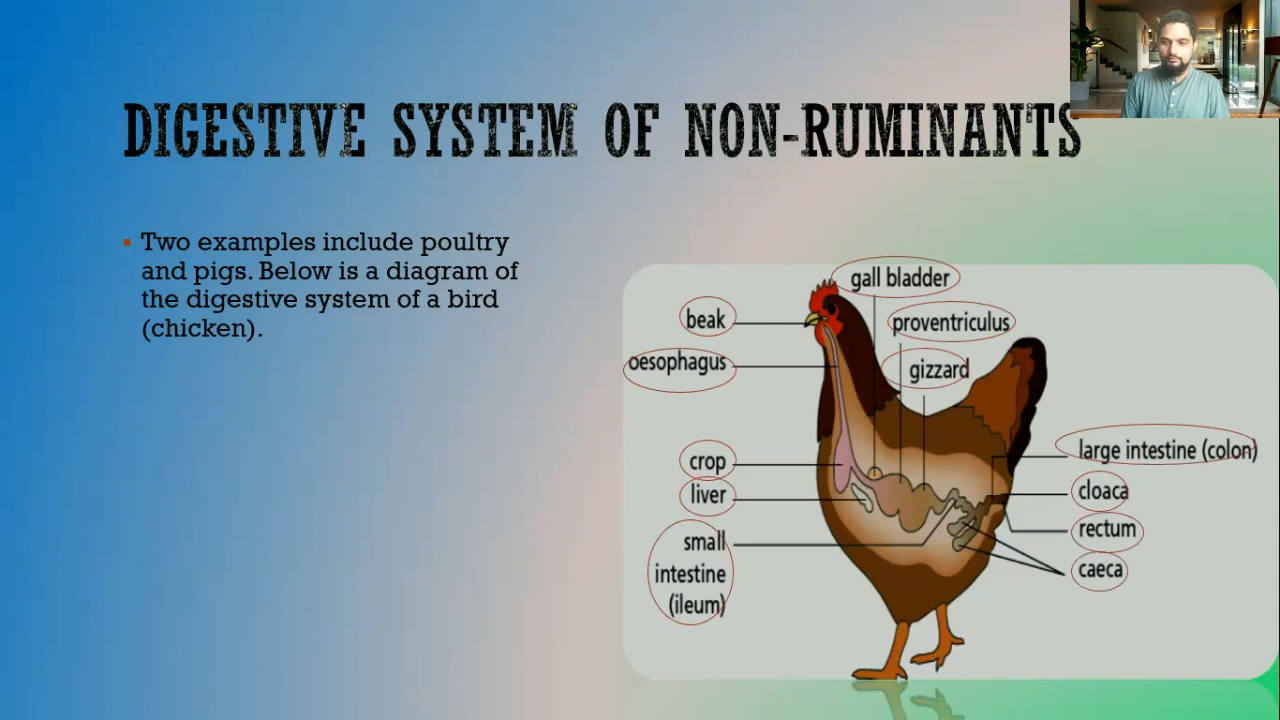 DIGESTIVE SYSTEM OF NON-RUMINANTS
Two examples include poultry
and pigs. Below is a diagram of
the digestive system of a bird
(chicken).
gall bladder
beak
proventriculus
oesophagus
gizzard
crop
liver
small
intestine
(ileum)
large intestine (colon)
cloaca
rectum
caeca